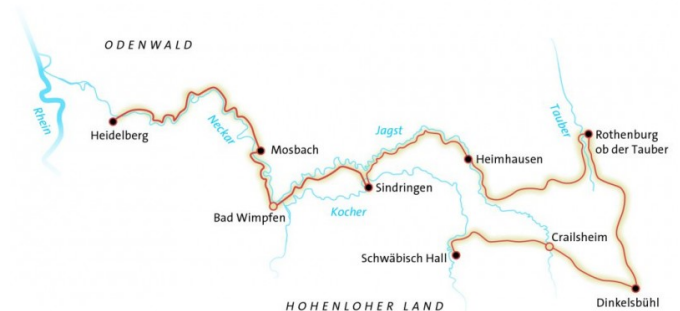 ODENWALD
Rhein
Heidelberg
Neckar
Mosbach
Jagst
Tauber
Rothenburg
ob der Tauber
Heimhausen
Sindringen
Bad Wimpfen
Kocher
Crailsheim
Schwäbisch Hall
Dinkelsbühl
HOHENLOHER LAND